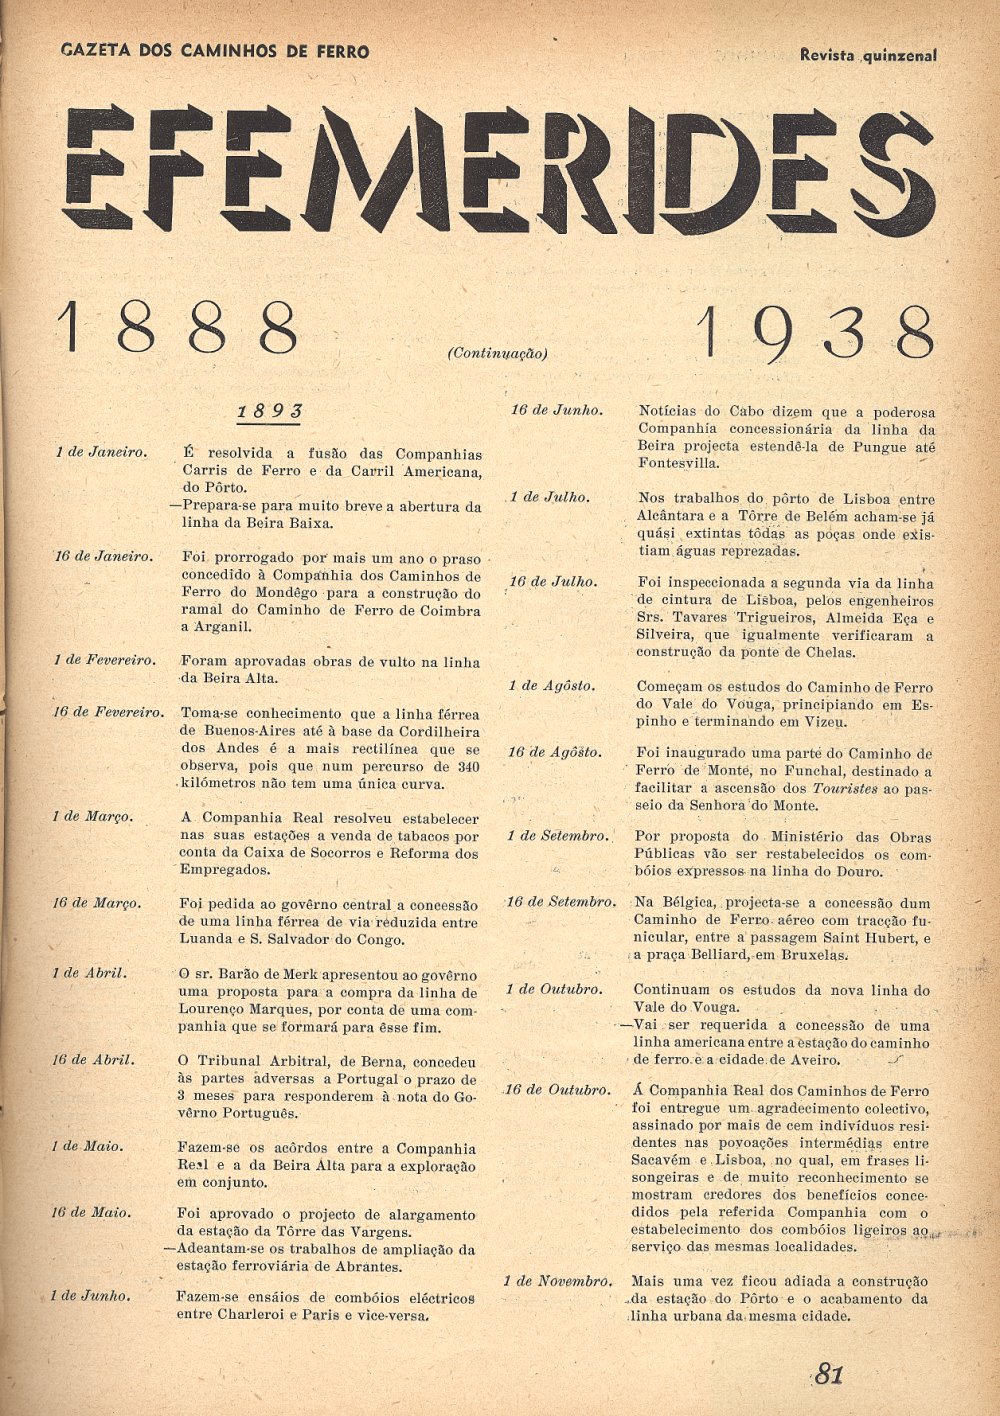 GAZETA DOS CAMINHOS DE FERRO
Revista quinzenal
EFEMERIDES
1888
(Continuação)
1938
1893
1 de Janeiro. É resolvida a fusão das Companhias
Carris de Ferro e da Carril Americana,
do Pôrto.
—Prepara-se para muito breve a abertura da
linha da Beira Baixa.
16 de Janeiro. Foi prorrogado por mais um ano o praso
concedido à Companhia dos Caminhos de
Ferro do Mondêgo para a construção do
ramal do Caminho de Ferro de Coimbra
a Arganil.
1 de Fevereiro. Foram aprovadas obras de vulto na linha
da Beira Alta.
16 de Fevereiro. Toma-se conhecimento que a linha férrea
de Buenos-Aires até à base da Cordilheira
dos Andes é a mais rectilínea que se
observa, pois que num percurso de 340
kilómetros não tem uma única curva.
1 de Março. A Companhia Real resolveu estabelecer
nas suas estações a venda de tabacos por
conta da Caixa de Socorros e Reforma dos
Empregados.
16 de Março. Foi pedida ao govêrno central a concessão
de uma linha férrea de via reduzida entre
Luanda e S. Salvador do Congo.
1 de Abril. O sr. Barão de Merk apresentou ao govêrno
uma proposta para a compra da linha de
Lourenço Marques, por conta de uma com-
panhia que se formará para êsse fim.
16 de Abril. O Tribunal Arbitral, de Berna, concedeu
às partes adversas a Portugal o prazo de
3 meses para responderem à nota do Go-
vêrno Português.
1 de Maio. Fazem-se os acôrdos entre a Companhia
Real e a da Beira Alta para a exploração
em conjunto.
16 de Maio. Foi aprovado o projecto de alargamento
da estação da Tôrre das Vargens.
—Adeantam-se os trabalhos de ampliação da
estação ferroviária de Abrantes.
1 de Junho. Fazem-se ensáios de combóios eléctricos
entre Charleroi e Paris e vice-versa.
16 de Junho. Notícias do Cabo dizem que a poderosa
Companhia concessionária da linha da
Beira projecta estendê-la de Pungue até
Fontesvilla.
1 de Julho. Nos trabalhos do pôrto de Lisboa entre
Alcântara e a Tôrre de Belém acham-se já
quási extintas tôdas as poças onde exis-
tiam águas reprezadas.
16 de Julho. Foi inspeccionada a segunda via da linha
de cintura de Lisboa, pelos engenheiros
Srs. Tavares Trigueiros, Almeida Eça e
Silveira, que igualmente verificaram a
construção da ponte de Chelas.
1 de Agôsto. Começam os estudos do Caminho de Ferro
do Vale do Vouga, principiando em Es-
pinho e terminando em Vizeu.
16 de Agôsto. Foi inaugurado uma parte do Caminho de
Ferro de Monte, no Funchal, destinado a
facilitar a ascensão dos Touristes ao pas-
seio da Senhora do Monte.
1 de Setembro. Por proposta do Ministério das Obras
Públicas vão ser restabelecidos os com-
bóios expressos na linha do Douro.
16 de Setembro. Na Bélgica, projecta-se a concessão dum
Caminho de Ferro aéreo com tracção fu-
nicular, entre a passagem Saint Hubert, e
a praça Belliard, em Bruxelas.
1 de Outubro. Continuam os estudos da nova linha do
Vale do Vouga.
—Vai ser requerida a concessão de uma
linha americana entre a estação do caminho
de ferro e a cidade de Aveiro.
16 de Outubro. Á Companhia Real dos Caminhos de Ferro
foi entregue um agradecimento colectivo,
assinado por mais de cem indivíduos resi-
dentes nas povoações intermédias entre
Sacavém e Lisboa, no qual, em frases li-
songeiras e de muito reconhecimento se
mostram credores dos benefícios conce-
didos pela referida Companhia com o
estabelecimento dos combóios ligeiros ao
serviço das mesmas localidades.
1 de Novembro. Mais uma vez ficou adiada a construção
da estação do Pôrto e o acabamento da
linha urbana da mesma cidade.
81